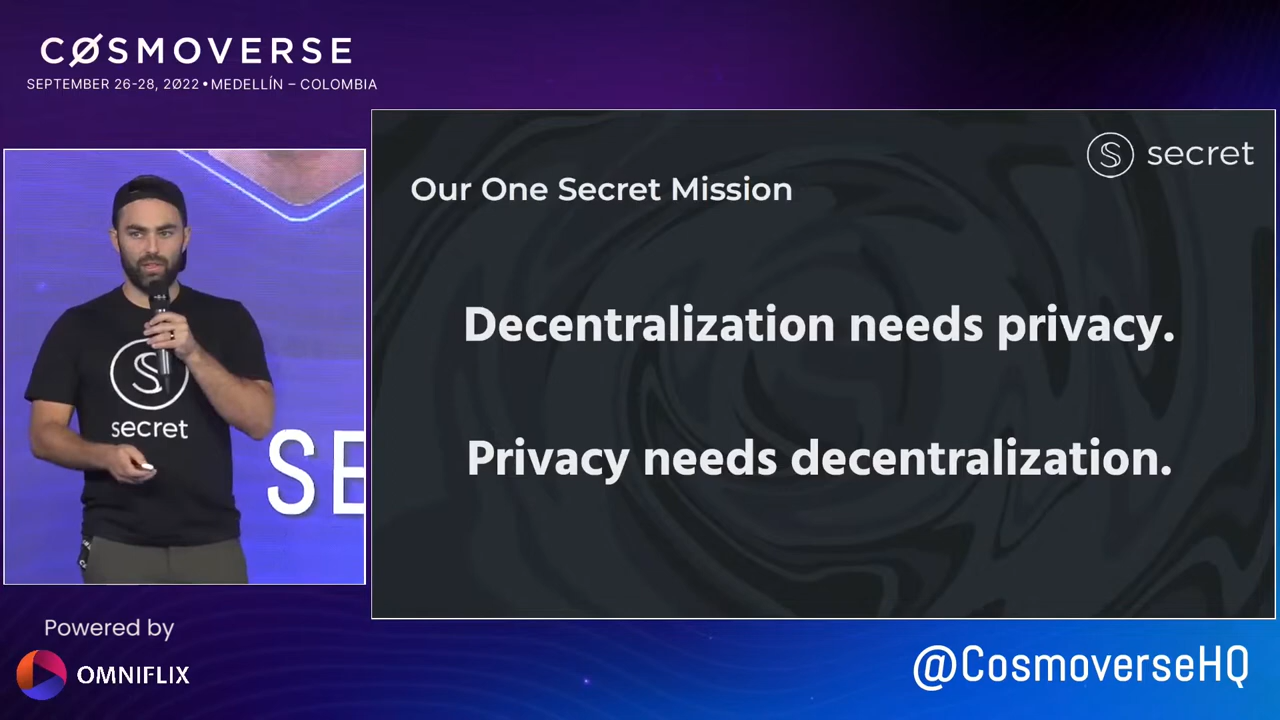 CØSMOVERSE
SEPTEMBER 26-28, 2Ø22 • MEDELLÍN – COLOMBIA
secret
Our One Secret Mission
Decentralization needs privacy.
Privacy needs decentralization.
secret
SE
Powered by
OMNIFLIX
@CosmoverseHQ